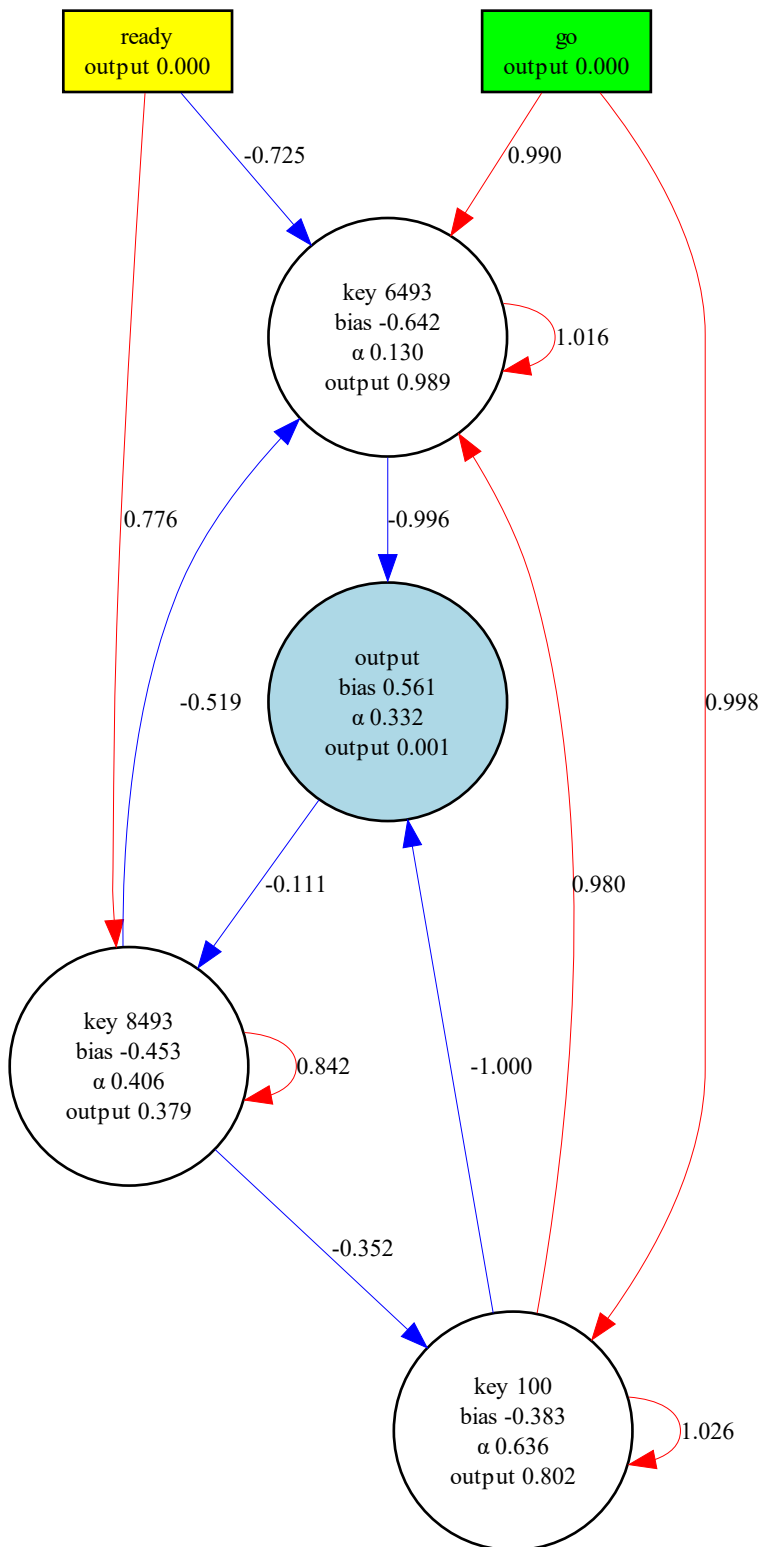 ready
output 0.000
go
output 0.000
-0.725
0.990
key 6493
bias -0.642
α 0.130
output 0.989
1.016
0.776
-0.996
output
bias 0.561
α 0.332
output 0.001
-0.519
0.998
-0.111
0.980
key 8493
bias -0.453
α 0.406
output 0.379
0.842
-1.000
-0.352
key 100
bias -0.383
α 0.636
output 0.802
1.026